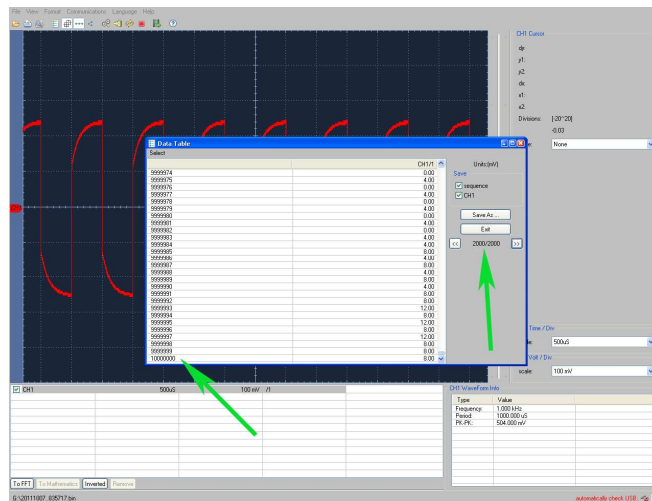 File View Format Communications Language Help
CH1 Cursor
dy:
y1:
y2:
dx:
x1:
x2:
Divisions: [-20~20]
-0.03
None
Data Table
Select
CH1/1
9999974 0.00
9999975 4.00
9999976 0.00
9999977 4.00
9999978 0.00
9999979 4.00
9999980 0.00
9999981 4.00
9999982 0.00
9999983 4.00
9999984 4.00
9999985 8.00
9999986 4.00
9999987 8.00
9999988 4.00
9999989 8.00
9999990 4.00
9999991 8.00
9999992 8.00
9999993 12.00
9999994 8.00
9999995 12.00
9999996 8.00
9999997 12.00
9999998 8.00
9999999 8.00
10000000 8.00
Units:(mV)
Save
sequence
CH1
Save As ...
Exit
<< 2000/2000 >>
Time / Div
500uS
Volt / Div
scale: 100 mV
CH1 500uS 100 mV /1
CH1 WaveForm Info
Type Value
Frequency: 1.000 kHz
Period: 1000.000 uS
PK-PK: 504.000 mV
To FFT To Mathematics Inverted Remove
G:\20111007_835717.bin
automatically check USB